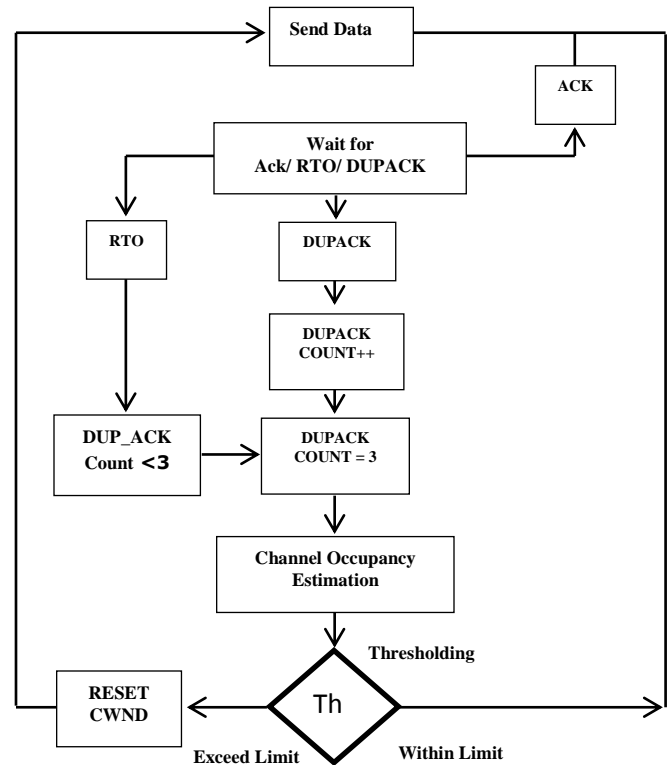 Send Data
ACK
Wait for
Ack/ RTO/ DUPACK
RTO
DUPACK
DUPACK
COUNT++
DUP_ACK
Count <3
DUPACK
COUNT = 3
Channel Occupancy
Estimation
Thresholding
RESET
CWND
Th
Exceed Limit
Within Limit